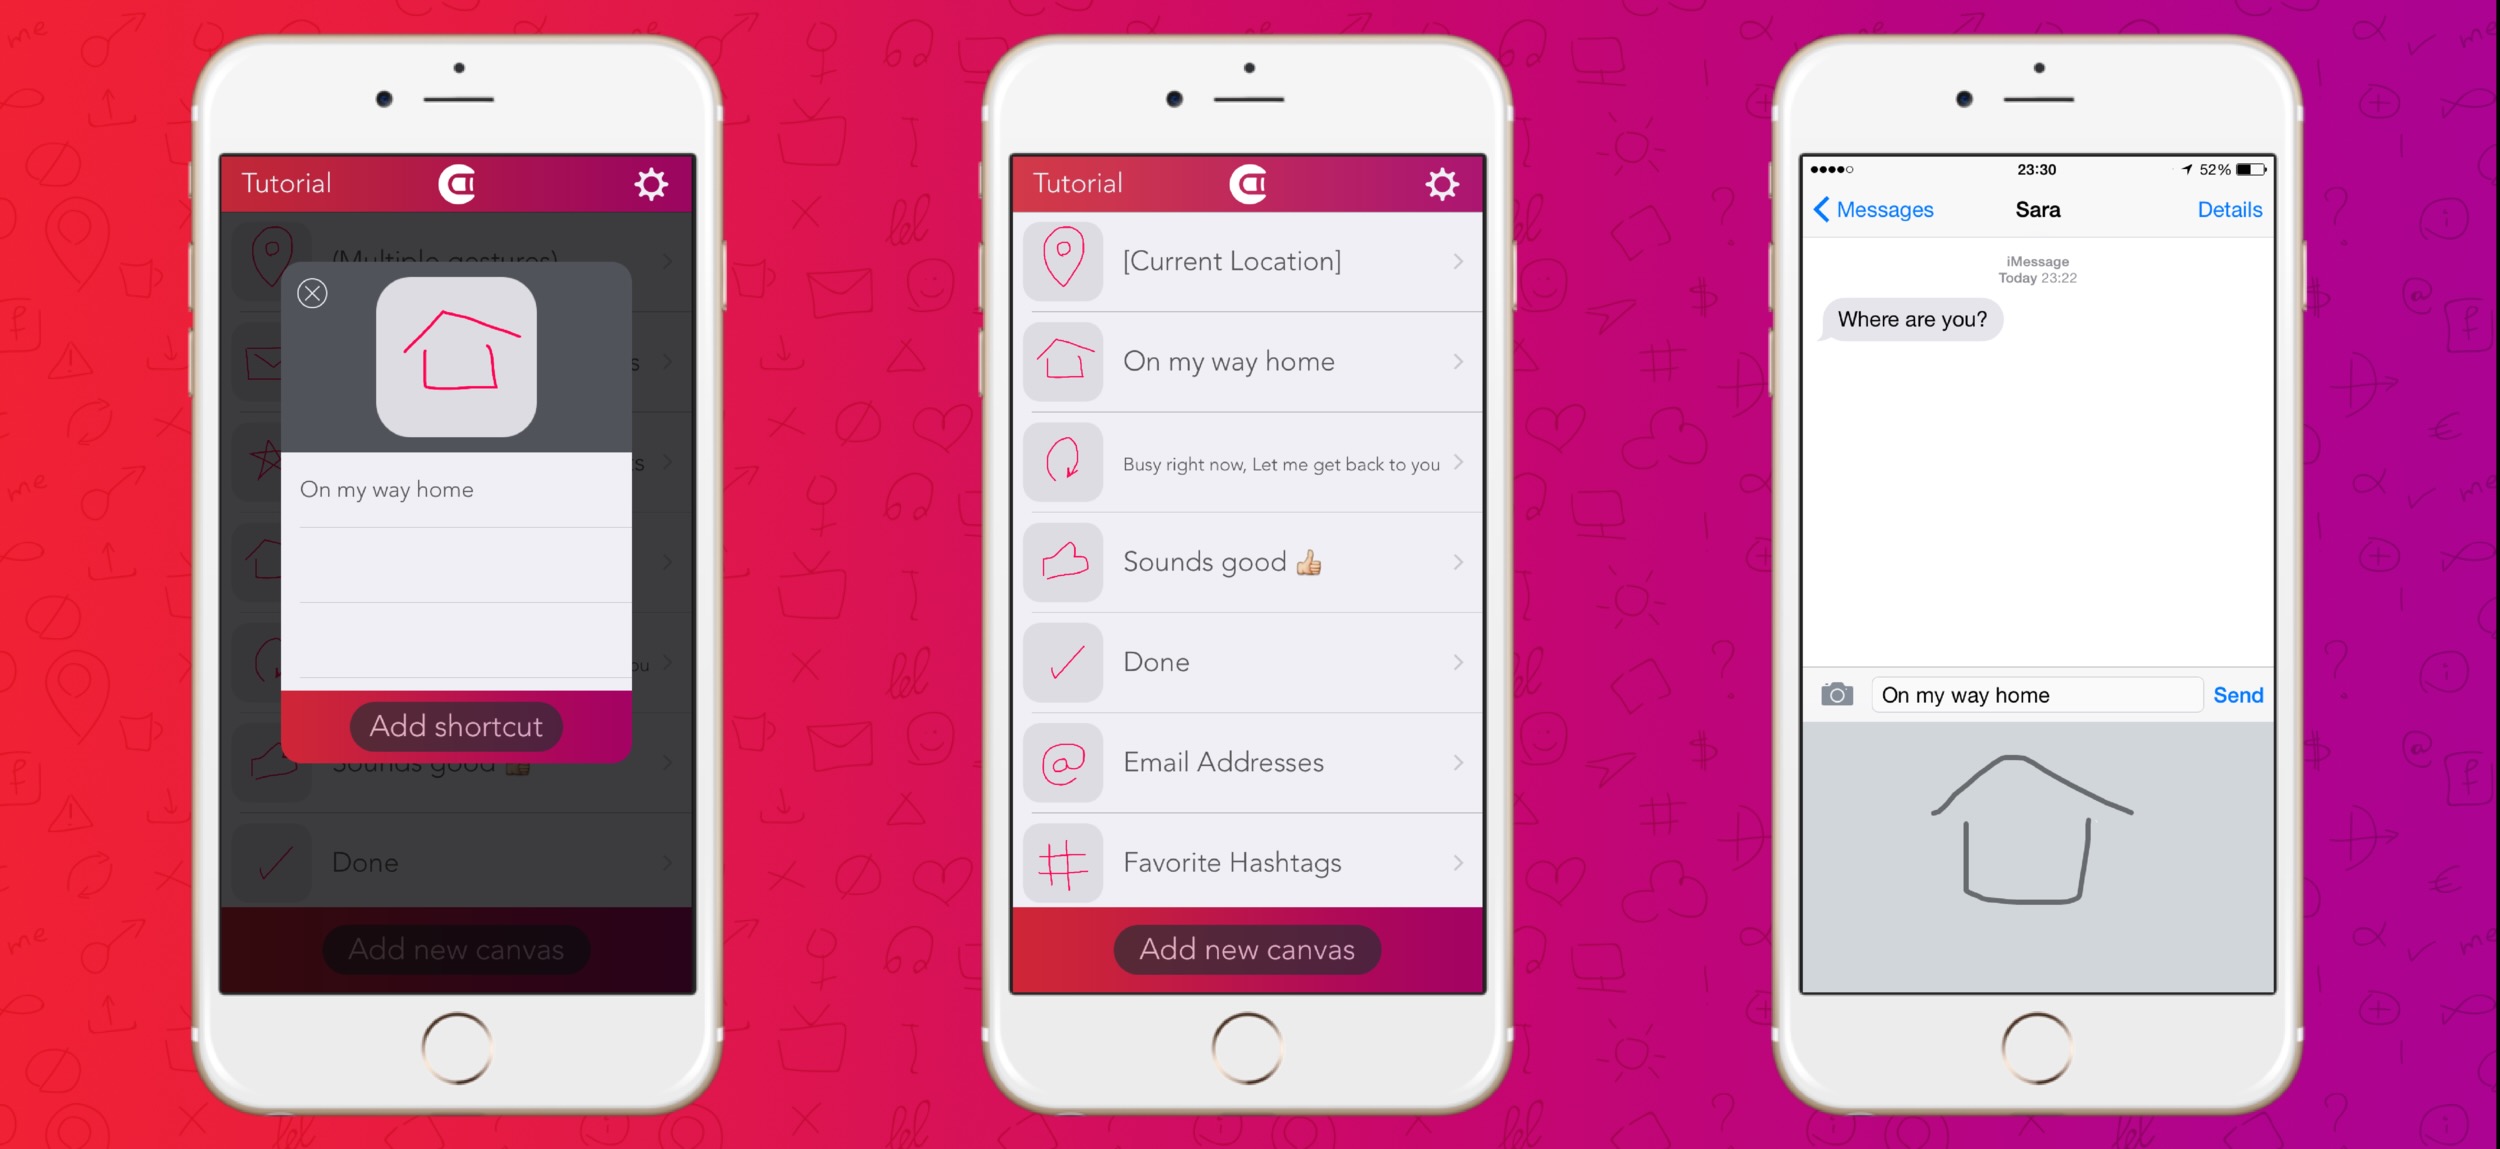 Tutorial
(Multiple gestures)
On my way home
Add shortcut
Sounds good 👍
Done
Add new canvas
Tutorial
[Current Location]
On my way home
Busy right now, Let me get back to you
Sounds good 👍
Done
Email Addresses
Favorite Hashtags
Add new canvas
23:30
52%
Messages
Sara
Details
iMessage
Today 23:22
Where are you?
On my way home
Send